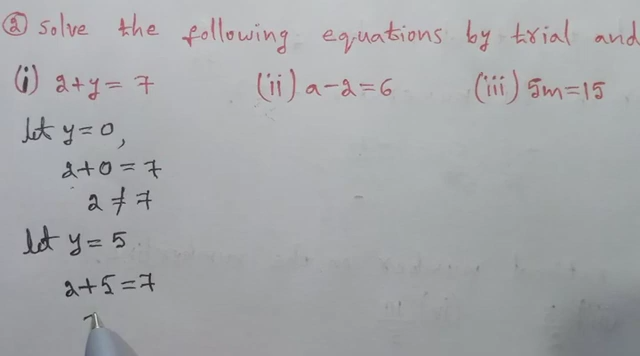 ② Solve the following equations by trial and
(i) 2+y=7 (ii) a-2=6 (iii) 5m=15
let y=0,
2+0=7
2≠7
let y=5
2+5=7